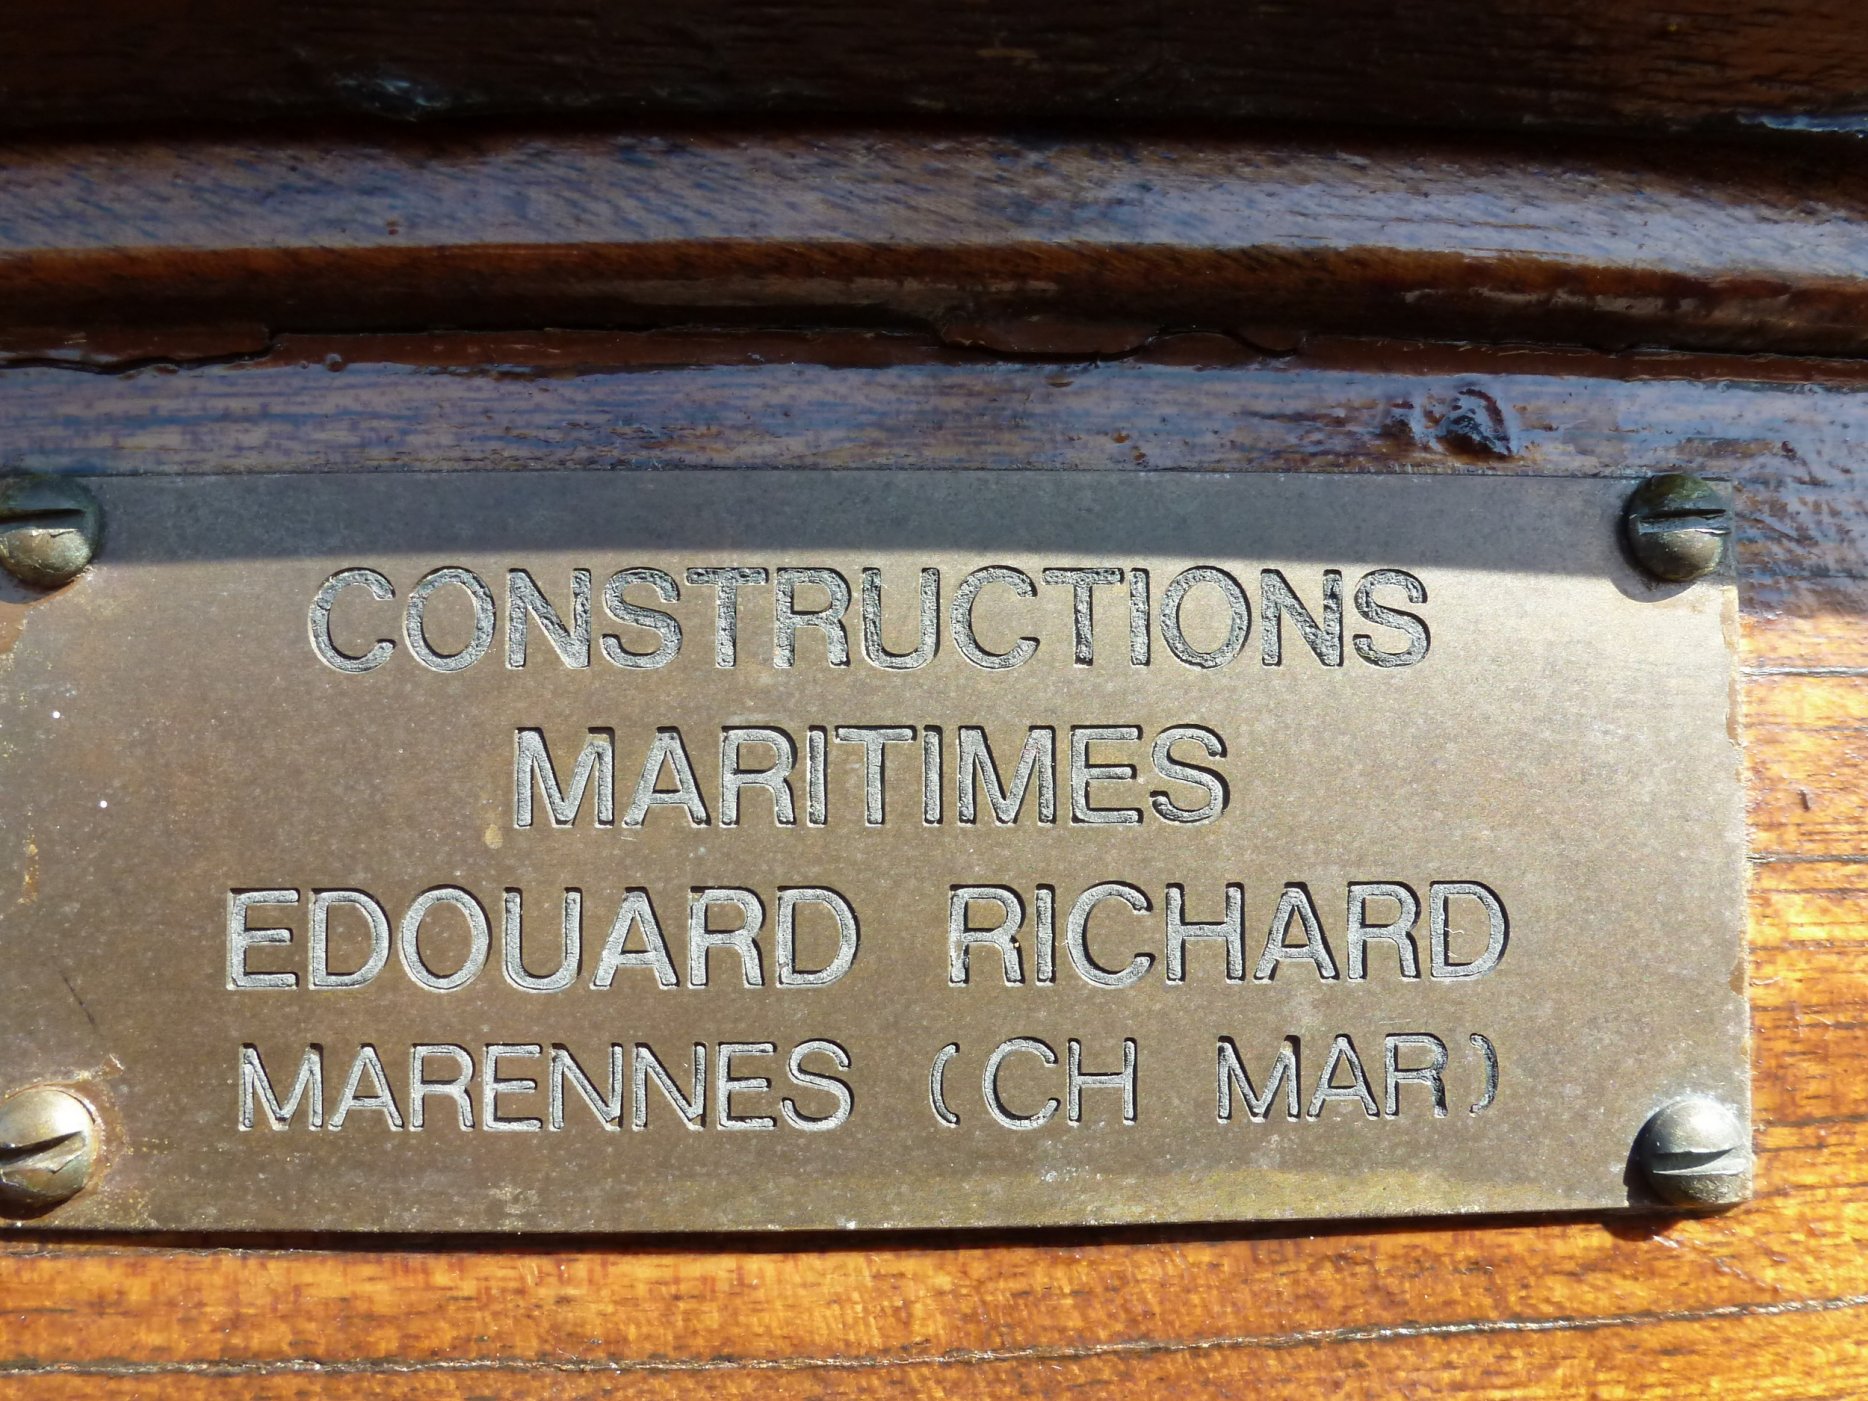 CONSTRUCTIONS
MARITIMES
EDOUARD RICHARD
MARENNES (CH MAR)